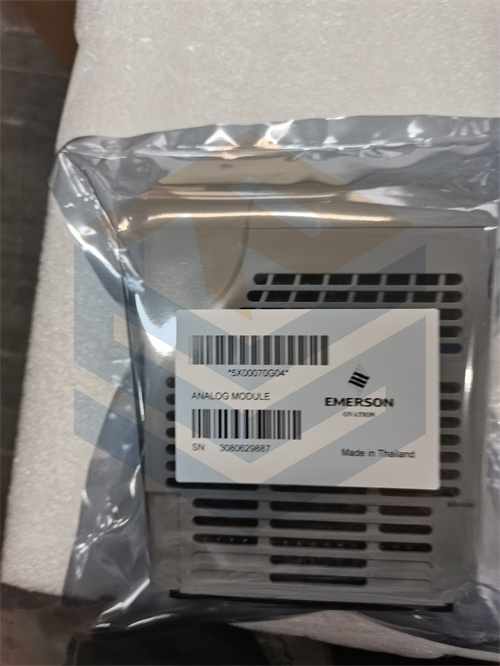 *5X00070G04*
ANALOG MODULE
EMERSON
OVATION
SN: 3080629887
Made in Thailand